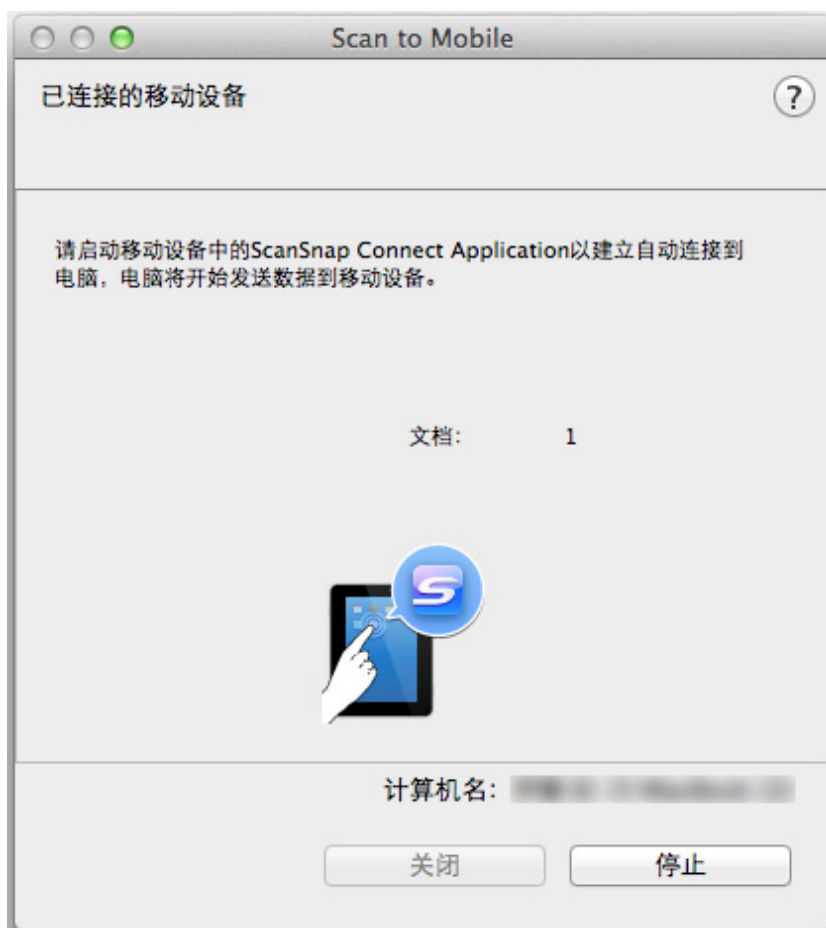 Scan to Mobile
已连接的移动设备
?
请启动移动设备中的ScanSnap Connect Application以建立自动连接到
电脑，电脑将开始发送数据到移动设备。
文档： 1
S
计算机名：
关闭 停止